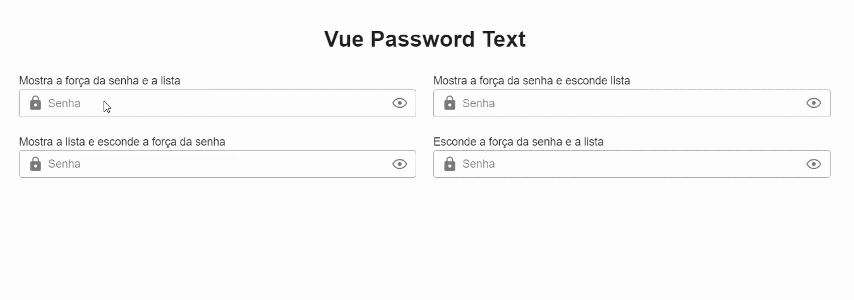 Vue Password Text
Mostra a força da senha e a lista
Senha
Mostra a força da senha e esconde lista
Senha
Mostra a lista e esconde a força da senha
Senha
Esconde a força da senha e a lista
Senha